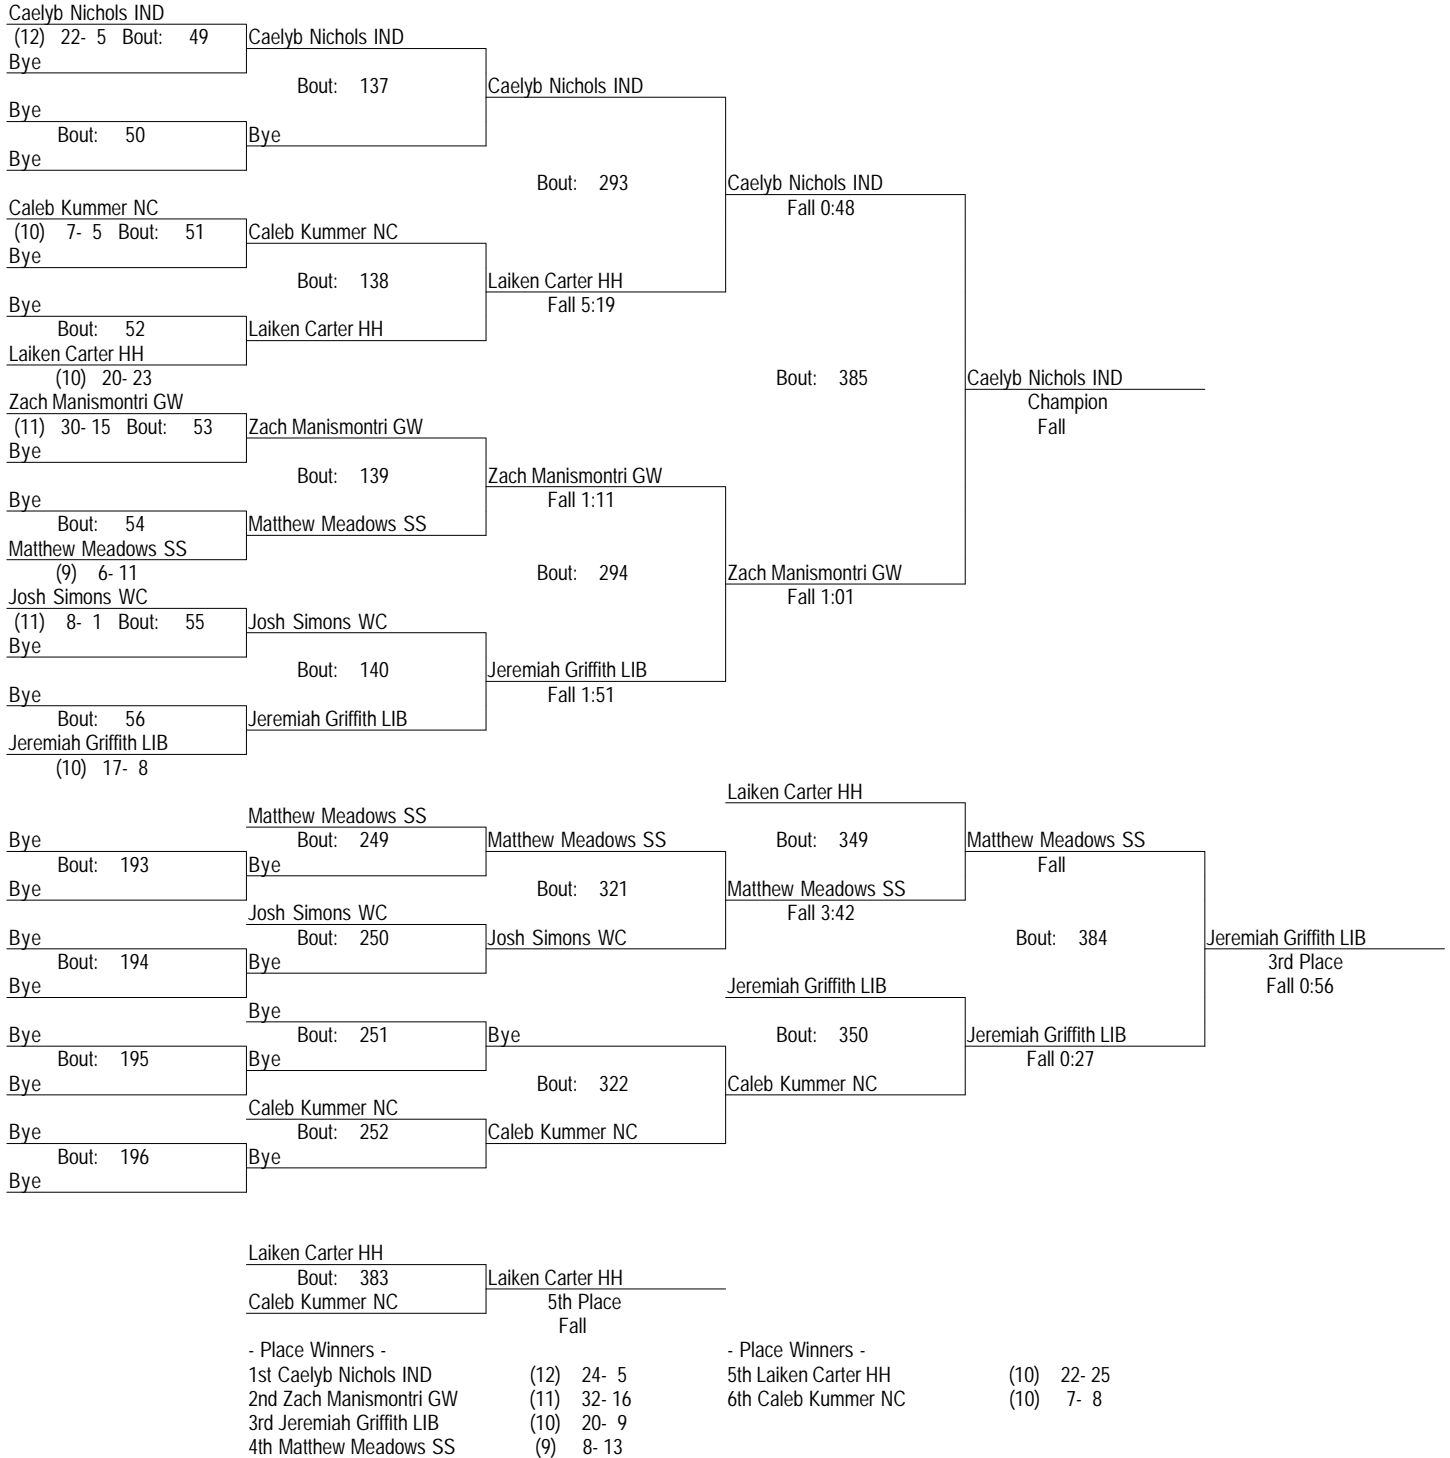 Caelyb Nichols IND
(12) 22- 5 Bout: 49 Caelyb Nichols IND
Bye
Bout: 137 Caelyb Nichols IND
Bye
Bout: 50 Bye
Bye
Bout: 293 Caelyb Nichols IND
Fall 0:48
Caleb Kummer NC
(10) 7- 5 Bout: 51 Caleb Kummer NC
Bye
Bout: 138 Laiken Carter HH
Bye Fall 5:19
Bout: 52 Laiken Carter HH
Laiken Carter HH
(10) 20- 23 Bout: 385 Caelyb Nichols IND
Zach Manismontri GW Champion
(11) 30- 15 Bout: 53 Zach Manismontri GW Fall
Bye
Bout: 139 Zach Manismontri GW
Bye Fall 1:11
Bout: 54 Matthew Meadows SS
Matthew Meadows SS
(9) 6- 11 Bout: 294 Zach Manismontri GW
Josh Simons WC Fall 1:01
(11) 8- 1 Bout: 55 Josh Simons WC
Bye
Bout: 140 Jeremiah Griffith LIB
Bye Fall 1:51
Bout: 56 Jeremiah Griffith LIB
Jeremiah Griffith LIB
(10) 17- 8
Laiken Carter HH
Matthew Meadows SS
Bye Bout: 249 Matthew Meadows SS Bout: 349 Matthew Meadows SS
Bout: 193 Bye Fall
Bye Bout: 321 Matthew Meadows SS
Josh Simons WC Fall 3:42
Bye Bout: 250 Josh Simons WC Bout: 384 Jeremiah Griffith LIB
Bout: 194 Bye 3rd Place
Bye Jeremiah Griffith LIB Fall 0:56
Bye
Bye Bout: 251 Bye Bout: 350 Jeremiah Griffith LIB
Bout: 195 Bye Fall 0:27
Bye Bout: 322 Caleb Kummer NC
Caleb Kummer NC
Bye Bout: 252 Caleb Kummer NC
Bout: 196 Bye
Bye
Laiken Carter HH
Bout: 383 Laiken Carter HH
Caleb Kummer NC 5th Place
Fall
- Place Winners - - Place Winners -
1st Caelyb Nichols IND (12) 24- 5 5th Laiken Carter HH (10) 22- 25
2nd Zach Manismontri GW (11) 32- 16 6th Caleb Kummer NC (10) 7- 8
3rd Jeremiah Griffith LIB (10) 20- 9
4th Matthew Meadows SS (9) 8- 13